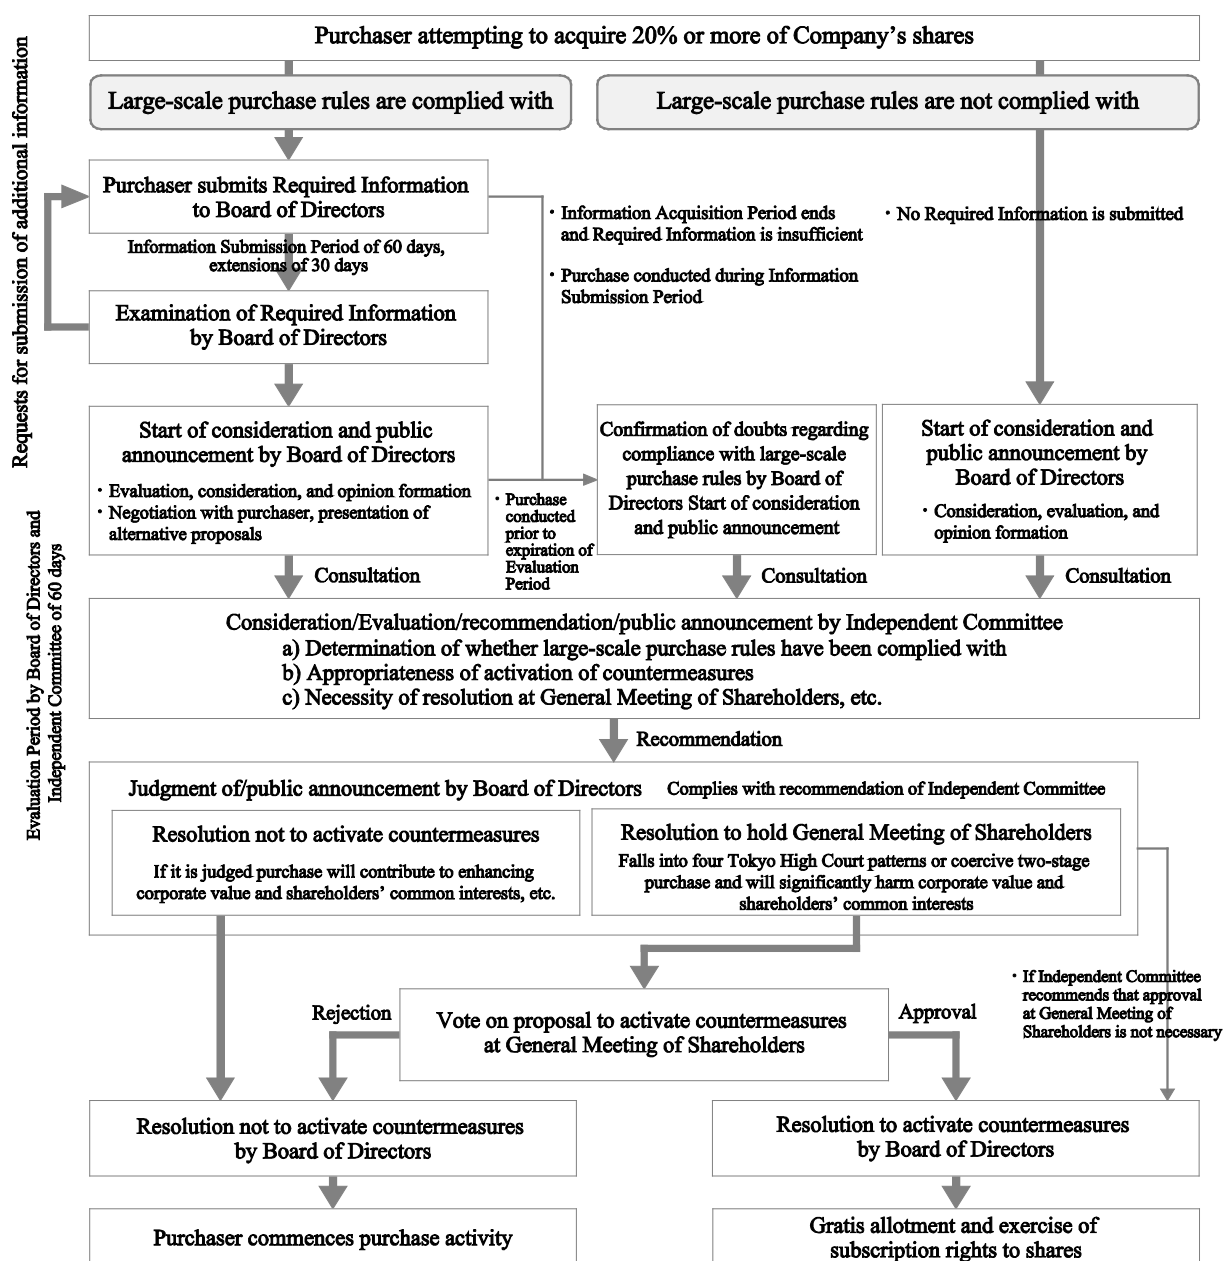 Purchaser attempting to acquire 20% or more of Company’s shares
Large-scale purchase rules are complied with
Large-scale purchase rules are not complied with
Requests for submission of additional information
Purchaser submits Required Information
to Board of Directors
Information Submission Period of 60 days,
extensions of 30 days
・Information Acquisition Period ends
and Required Information is insufficient
・Purchase conducted during Information
Submission Period
・No Required Information is submitted
Examination of Required Information
by Board of Directors
Start of consideration and public
announcement by Board of Directors
・Evaluation, consideration, and opinion formation
・Negotiation with purchaser, presentation of
alternative proposals
・Purchase
conducted
prior to
expiration of
Evaluation
Period
Confirmation of doubts regarding
compliance with large-scale
purchase rules by Board of
Directors Start of consideration
and public announcement
Start of consideration and
public announcement by
Board of Directors
・Consideration, evaluation, and
opinion formation
Evaluation Period by Board of Directors and
Independent Committee of 60 days
Consultation
Consultation
Consultation
Consideration/Evaluation/recommendation/public announcement by Independent Committee
a) Determination of whether large-scale purchase rules have been complied with
b) Appropriateness of activation of countermeasures
c) Necessity of resolution at General Meeting of Shareholders, etc.
Recommendation
Judgment of/public announcement by Board of Directors
Complies with recommendation of Independent Committee
Resolution not to activate countermeasures
If it is judged purchase will contribute to enhancing
corporate value and shareholders’ common interests, etc.
Resolution to hold General Meeting of Shareholders
Falls into four Tokyo High Court patterns or coercive two-stage
purchase and will significantly harm corporate value and
shareholders’ common interests
・If Independent Committee
recommends that approval
at General Meeting of
Shareholders is not necessary
Rejection
Vote on proposal to activate countermeasures
at General Meeting of Shareholders
Approval
Resolution not to activate countermeasures
by Board of Directors
Resolution to activate countermeasures
by Board of Directors
Purchaser commences purchase activity
Gratis allotment and exercise of
subscription rights to shares